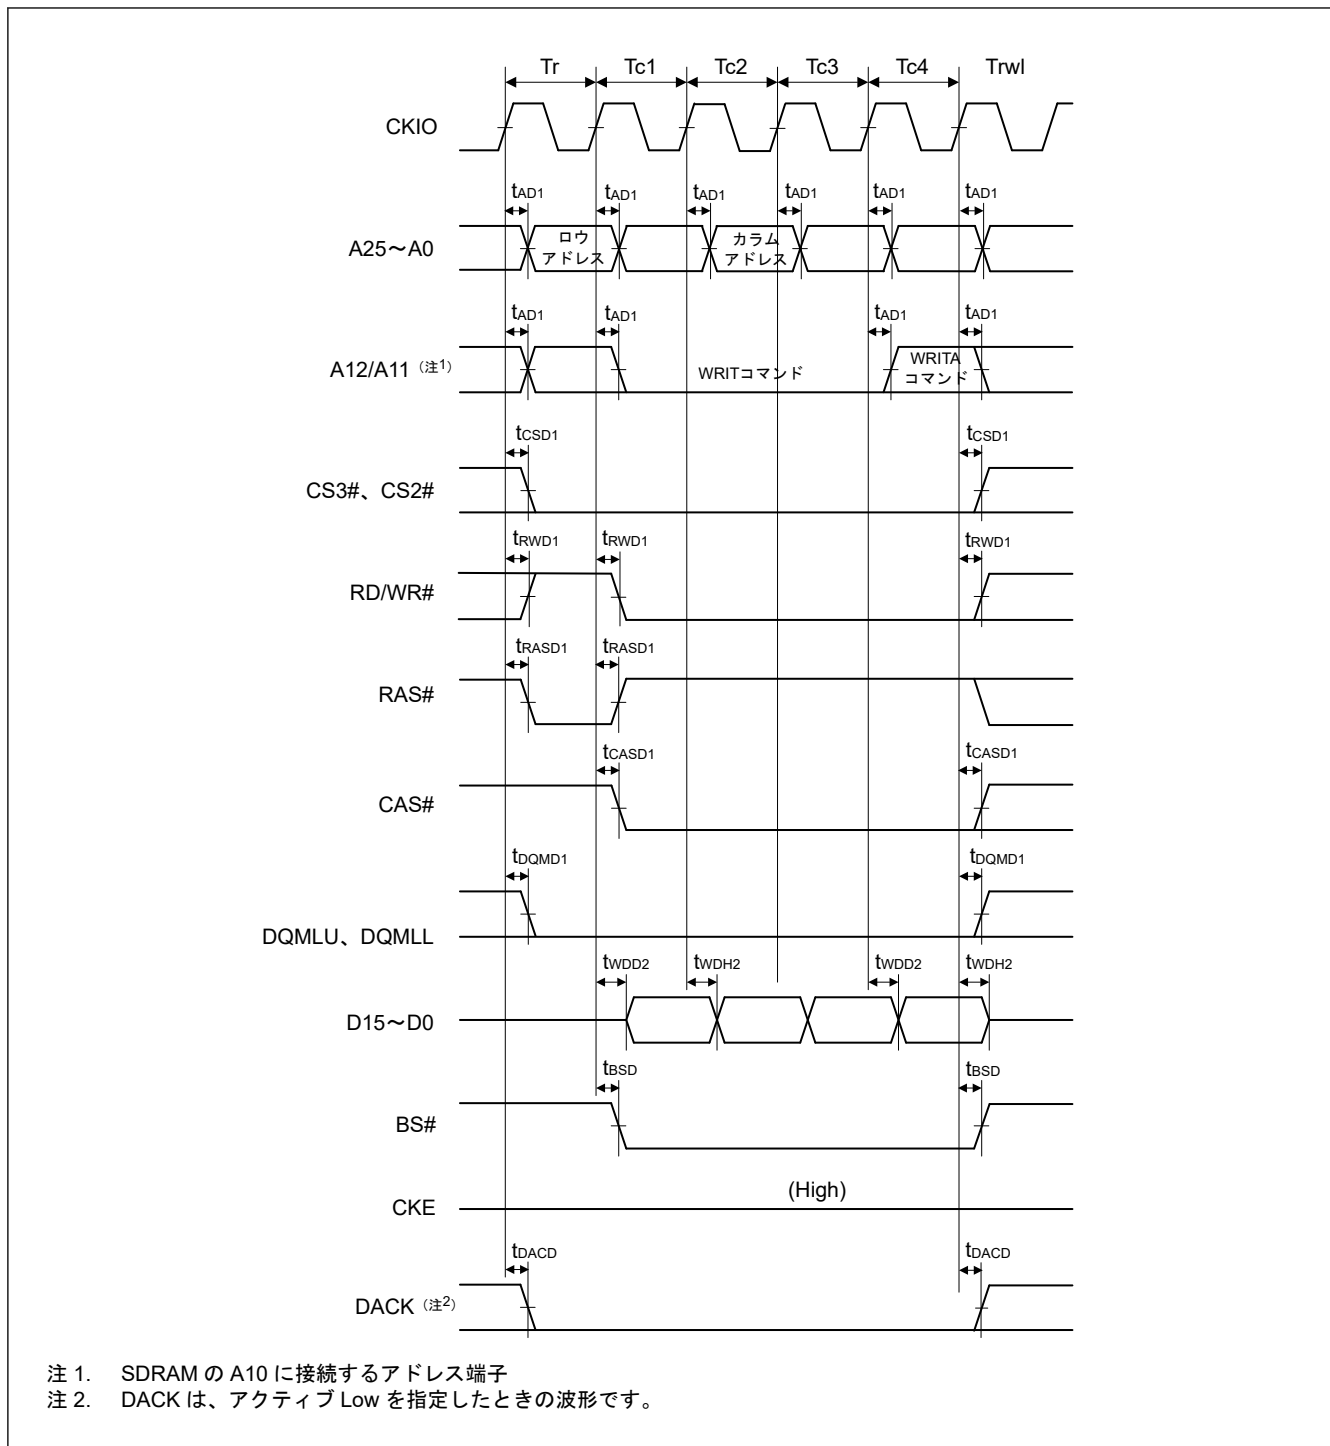 Tr Tc1 Tc2 Tc3 Tc4 Trwl
CKIO
tAD1 tAD1 tAD1 tAD1 tAD1 tAD1
A25～A0
ロウ
アドレス
カラム
アドレス
tAD1 tAD1 tAD1 tAD1
A12/A11（注1）
WRITコマンド
WRITA
コマンド
tCSD1 tCSD1
CS3#、CS2#
tRWD1 tRWD1 tRWD1
RD/WR#
tRASD1 tRASD1
RAS#
tCASD1 tCASD1
CAS#
tDQMD1 tDQMD1
DQMLU、DQMLL
tWDD2 tWDH2 tWDD2 tWDH2
D15～D0
tBSD tBSD
BS#
(High)
CKE
tDACD tDACD
DACK（注2）
注 1. SDRAM の A10 に接続するアドレス端子
注 2. DACK は、アクティブ Low を指定したときの波形です。